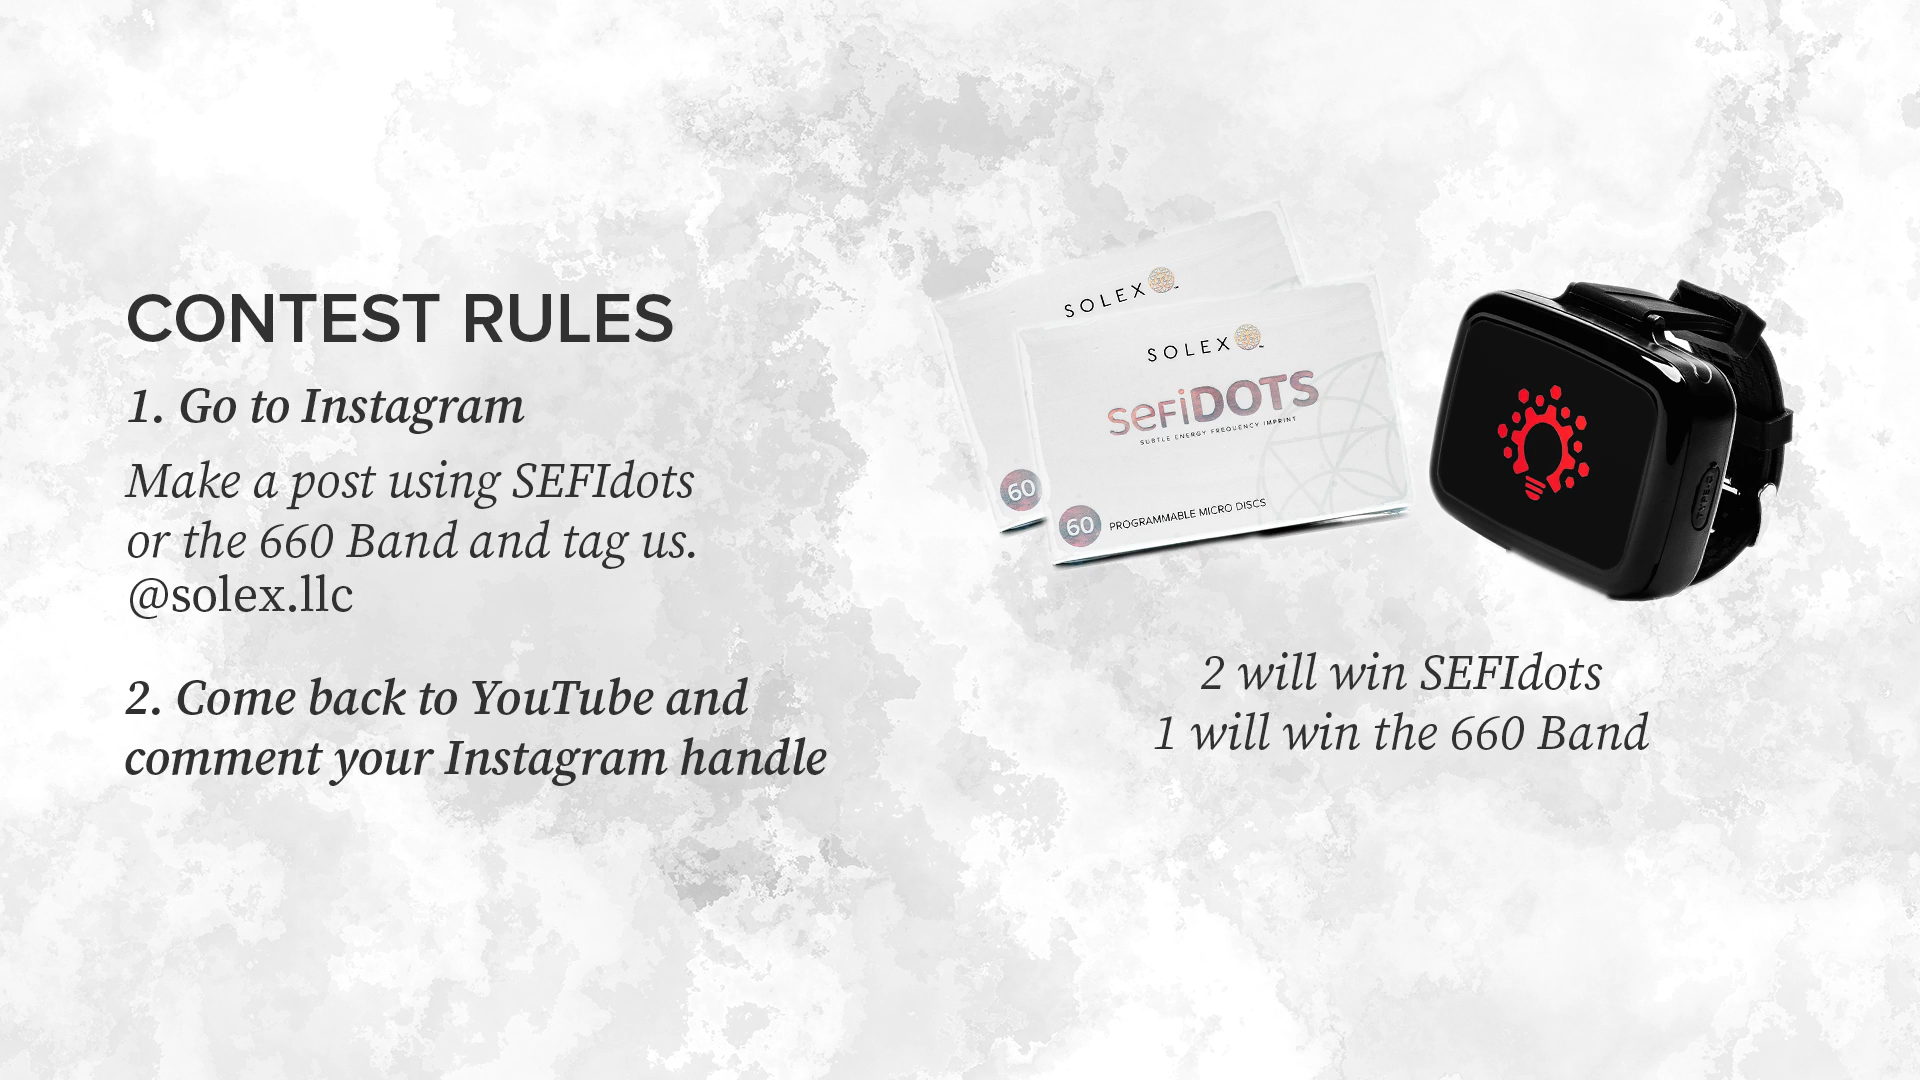 CONTEST RULES
1. Go to Instagram
Make a post using SEFIdots
or the 660 Band and tag us.
@solex.llc
2. Come back to YouTube and
comment your Instagram handle
SOLEX
60
SOLEX
sefiDOTS
SUBTLE ENERGY FREQUENCY IMPRINT
60 PROGRAMMABLE MICRO DISCS
TYPE-C
2 will win SEFIdots
1 will win the 660 Band